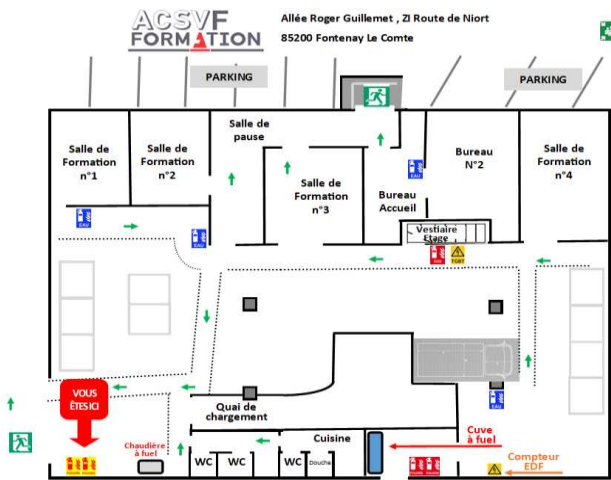 ACSVF
FORMATION
Allée Roger Guillemet , ZI Route de Niort
85200 Fontenay Le Comte
PARKING
PARKING
Salle de
Formation
n°1
Salle de
Formation
n°2
Salle de
pause
Salle de
Formation
n°3
Bureau
Accueil
Bureau
N°2
Salle de
Formation
n°4
Vestiaire
Etage
EAU
EAU
EAU
TGBT
VOUS
ÊTES ICI
Quai de
chargement
EAU
Chaudière
à fuel
WC
WC
Cuisine
WC
Douche
Cuve
à fuel
Compteur
EDF